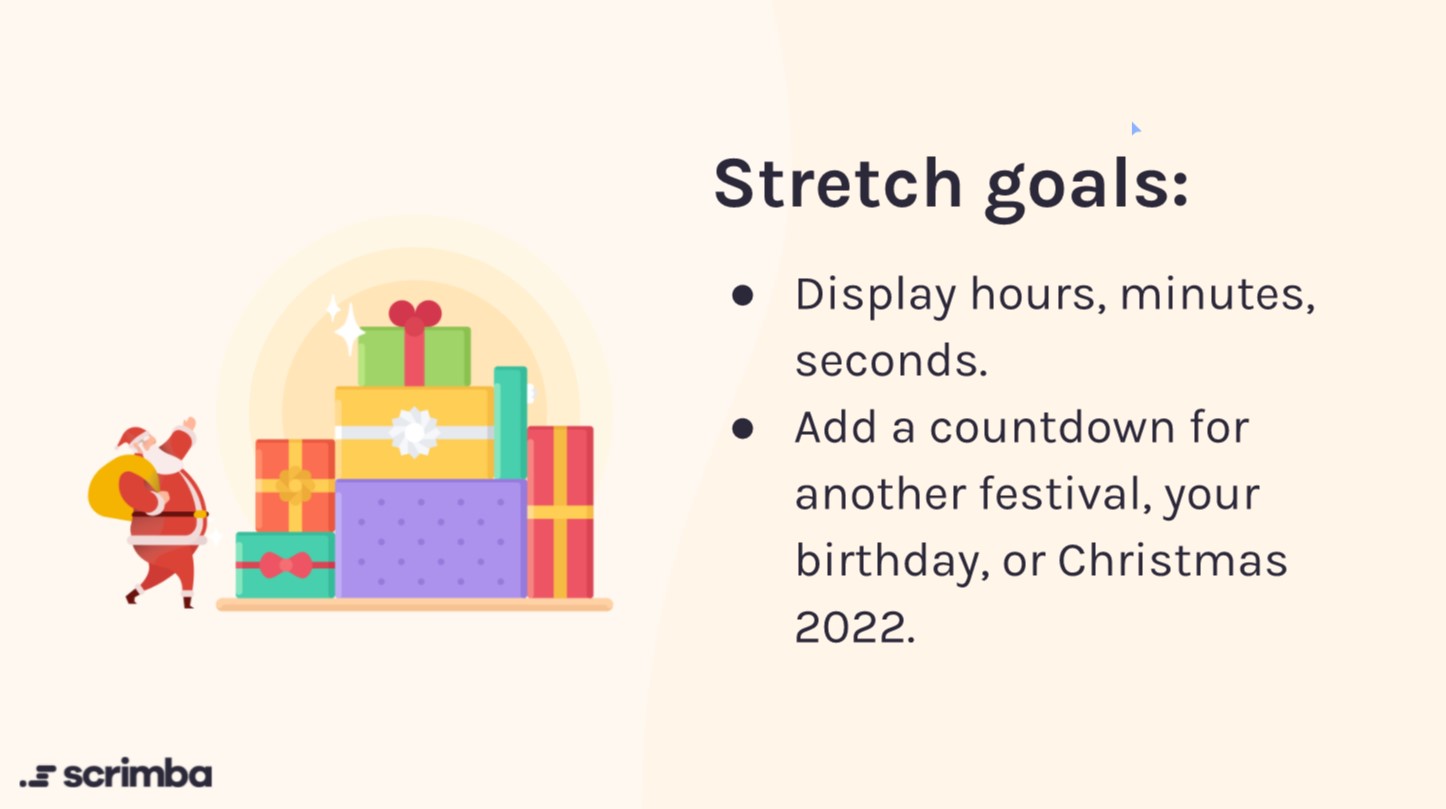 Stretch goals:
● Display hours, minutes,
seconds.
● Add a countdown for
another festival, your
birthday, or Christmas
2022.
scrimba